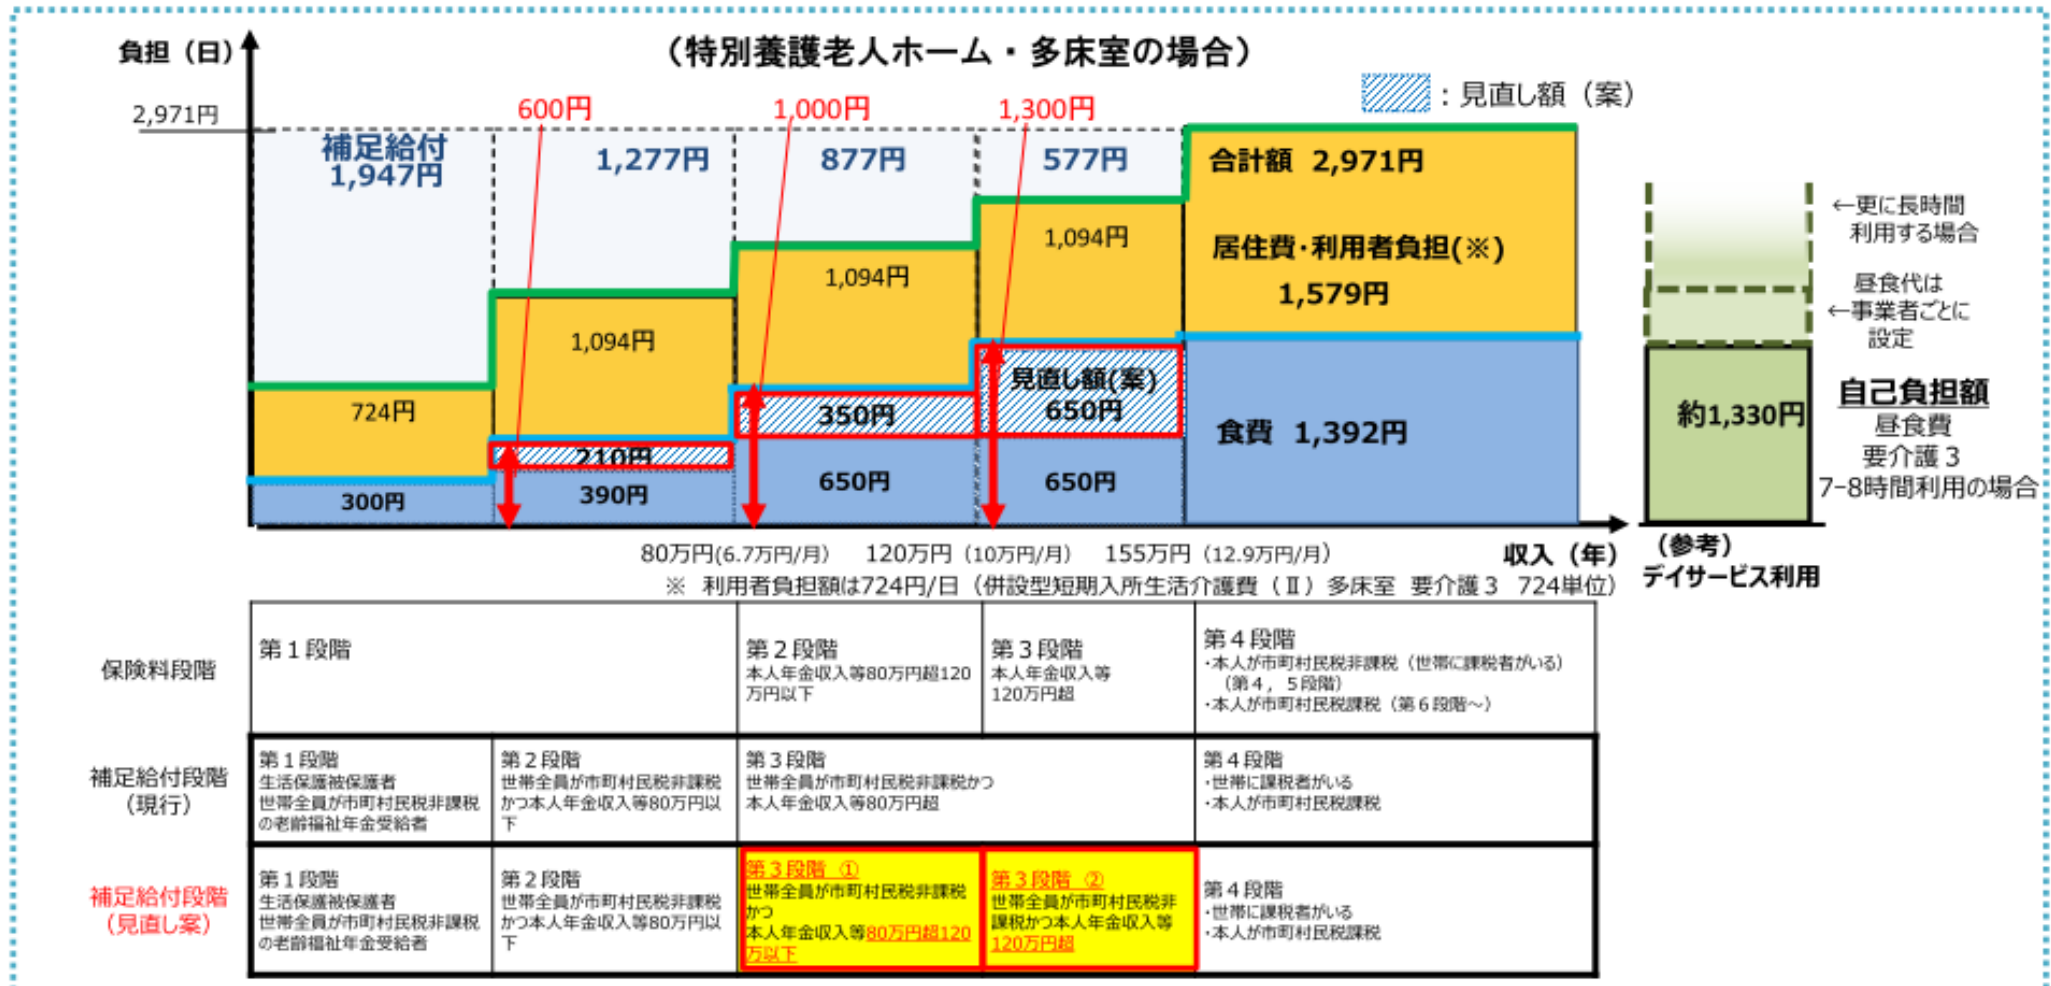 （特別養護老人ホーム・多床室の場合）
負担（日）
2,971円
：見直し額（案）
600円
1,000円
1,300円
補足給付
1,947円
1,277円
877円
577円
合計額 2,971円
724円
1,094円
1,094円
1,094円
居住費・利用者負担(※)
1,579円
300円
210円
390円
350円
650円
見直し額(案)
650円
650円
食費 1,392円
←更に長時間
利用する場合
昼食代は
←事業者ごとに
設定
約1,330円
自己負担額
昼食費
要介護３
7-8時間利用の場合
80万円(6.7万円/月)
120万円（10万円/月）
155万円（12.9万円/月）
収入（年）
（参考）
デイサービス利用
※ 利用者負担額は724円/日（併設型短期入所生活介護費（Ⅱ）多床室 要介護３ 724単位）
保険料段階
第１段階
第２段階
本人年金収入等80万円超120
万円以下
第３段階
本人年金収入等
120万円超
第４段階
・本人が市町村民税非課税（世帯に課税者がいる）
（第４，５段階）
・本人が市町村民税課税（第６段階～）
補足給付段階
（現行）
第１段階
生活保護被保護者
世帯全員が市町村民税非課税
の老齢福祉年金受給者
第２段階
世帯全員が市町村民税非課税
かつ本人年金収入等80万円以
下
第３段階
世帯全員が市町村民税非課税かつ
本人年金収入等80万円超
第４段階
・世帯に課税者がいる
・本人が市町村民税課税
補足給付段階
（見直し案）
第１段階
生活保護被保護者
世帯全員が市町村民税非課税
の老齢福祉年金受給者
第２段階
世帯全員が市町村民税非課税
かつ本人年金収入等80万円以
下
第３段階 ①
世帯全員が市町村民税非課税
かつ
本人年金収入等80万円超120
万以下
第３段階 ②
世帯全員が市町村民税非
課税かつ本人年金収入等
120万円超
第４段階
・世帯に課税者がいる
・本人が市町村民税課税